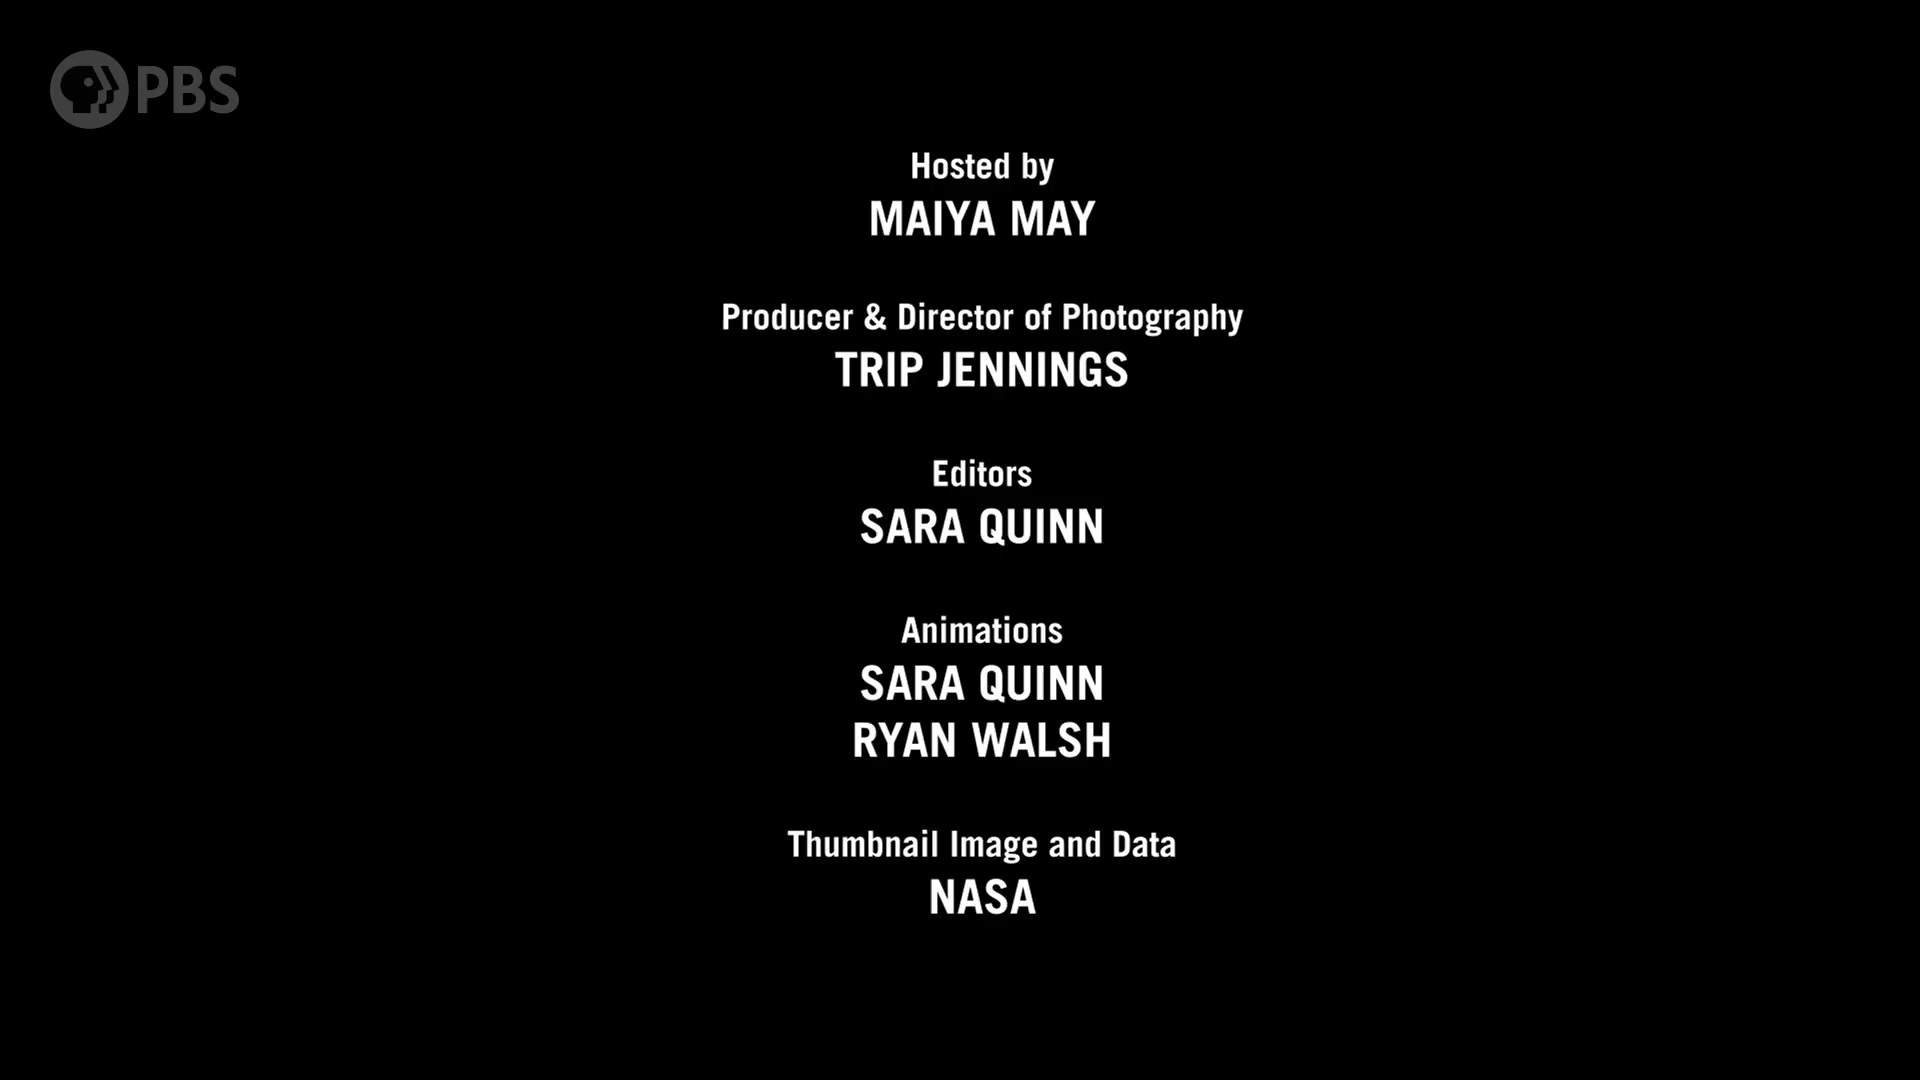 PBS
Hosted by
MAIYA MAY
Producer & Director of Photography
TRIP JENNINGS
Editors
SARA QUINN
Animations
SARA QUINN
RYAN WALSH
Thumbnail Image and Data
NASA